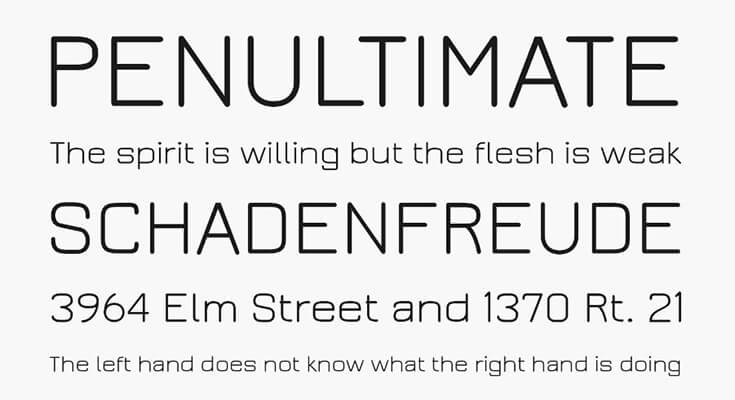 PENULTIMATE
The spirit is willing but the flesh is weak
SCHADENFREUDE
3964 Elm Street and 1370 Rt. 21
The left hand does not know what the right hand is doing